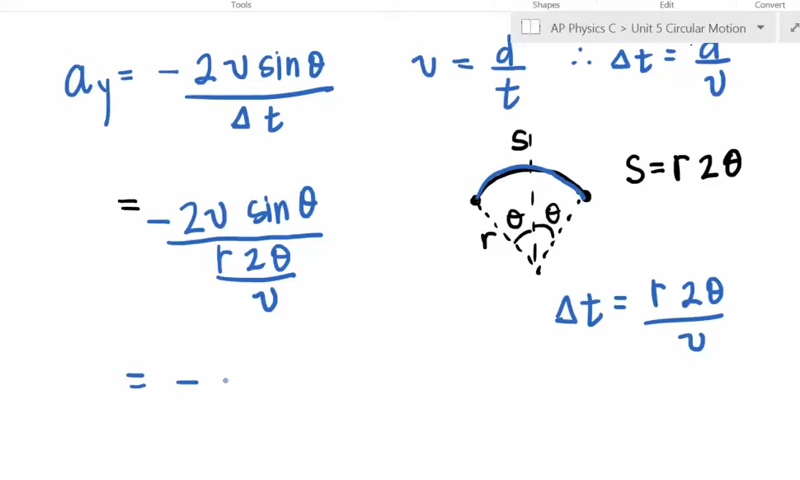 Tools Shapes Edit Convert
AP Physics C > Unit 5 Circular Motion
ay = - 2v sinθ / Δt
v = d / t ∴ Δt = d / v
S
S = r 2θ
θ θ
r
= - 2v sinθ / (r 2θ / v)
Δt = r 2θ / v
= -